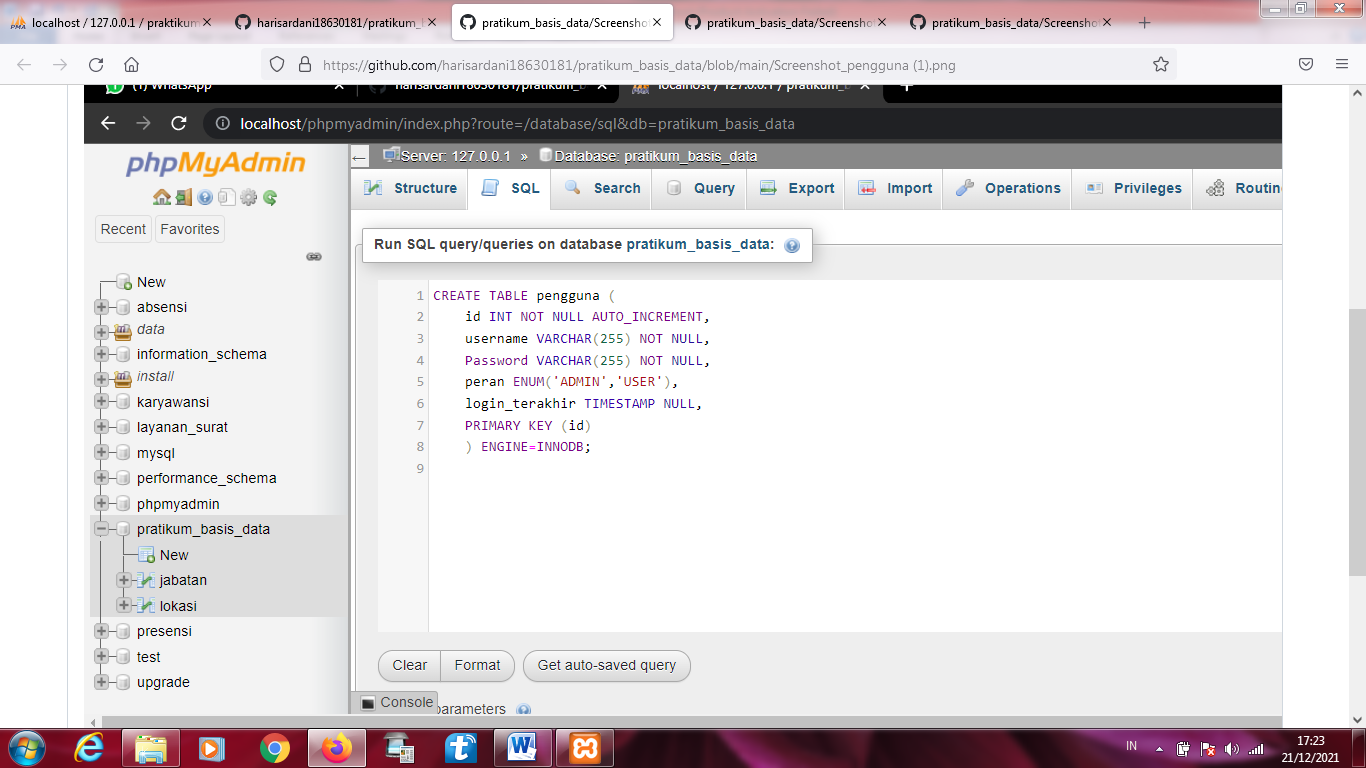 localhost / 127.0.0.1 / praktikum
harisardani18630181/pratikum_
pratikum_basis_data/Screenshot
pratikum_basis_data/Screenshot
pratikum_basis_data/Screenshot
https://github.com/harisardani18630181/pratikum_basis_data/blob/main/Screenshot_pengguna (1).png
(1) WhatsApp
harisardani18630181/pratikum_b
localhost / 127.0.0.1 / pratikum_b
localhost/phpmyadmin/index.php?route=/database/sql&db=pratikum_basis_data
phpMyAdmin
Recent
Favorites
New
absensi
data
information_schema
install
karyawansi
layanan_surat
mysql
performance_schema
phpmyadmin
pratikum_basis_data
New
jabatan
lokasi
presensi
test
upgrade
Server: 127.0.0.1 » Database: pratikum_basis_data
Structure
SQL
Search
Query
Export
Import
Operations
Privileges
Routin
Run SQL query/queries on database pratikum_basis_data:
1 CREATE TABLE pengguna (
2 id INT NOT NULL AUTO_INCREMENT,
3 username VARCHAR(255) NOT NULL,
4 Password VARCHAR(255) NOT NULL,
5 peran ENUM('ADMIN','USER'),
6 login_terakhir TIMESTAMP NULL,
7 PRIMARY KEY (id)
8 ) ENGINE=INNODB;
9
Clear
Format
Get auto-saved query
Console
parameters
IN
17:23
21/12/2021